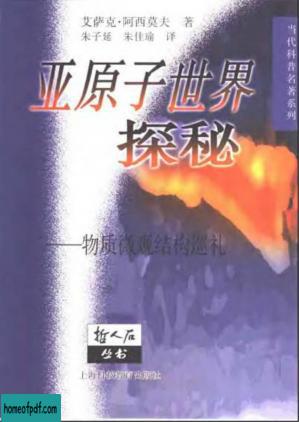 艾萨克·阿西莫夫 著
朱子延 朱佳瑜 译
当代科普名著系列
亚原子世界
探秘
——物质微观结构巡礼
哲人石
丛书
上海科技教育出版社
homeofpdf.com
homeofpdf.com